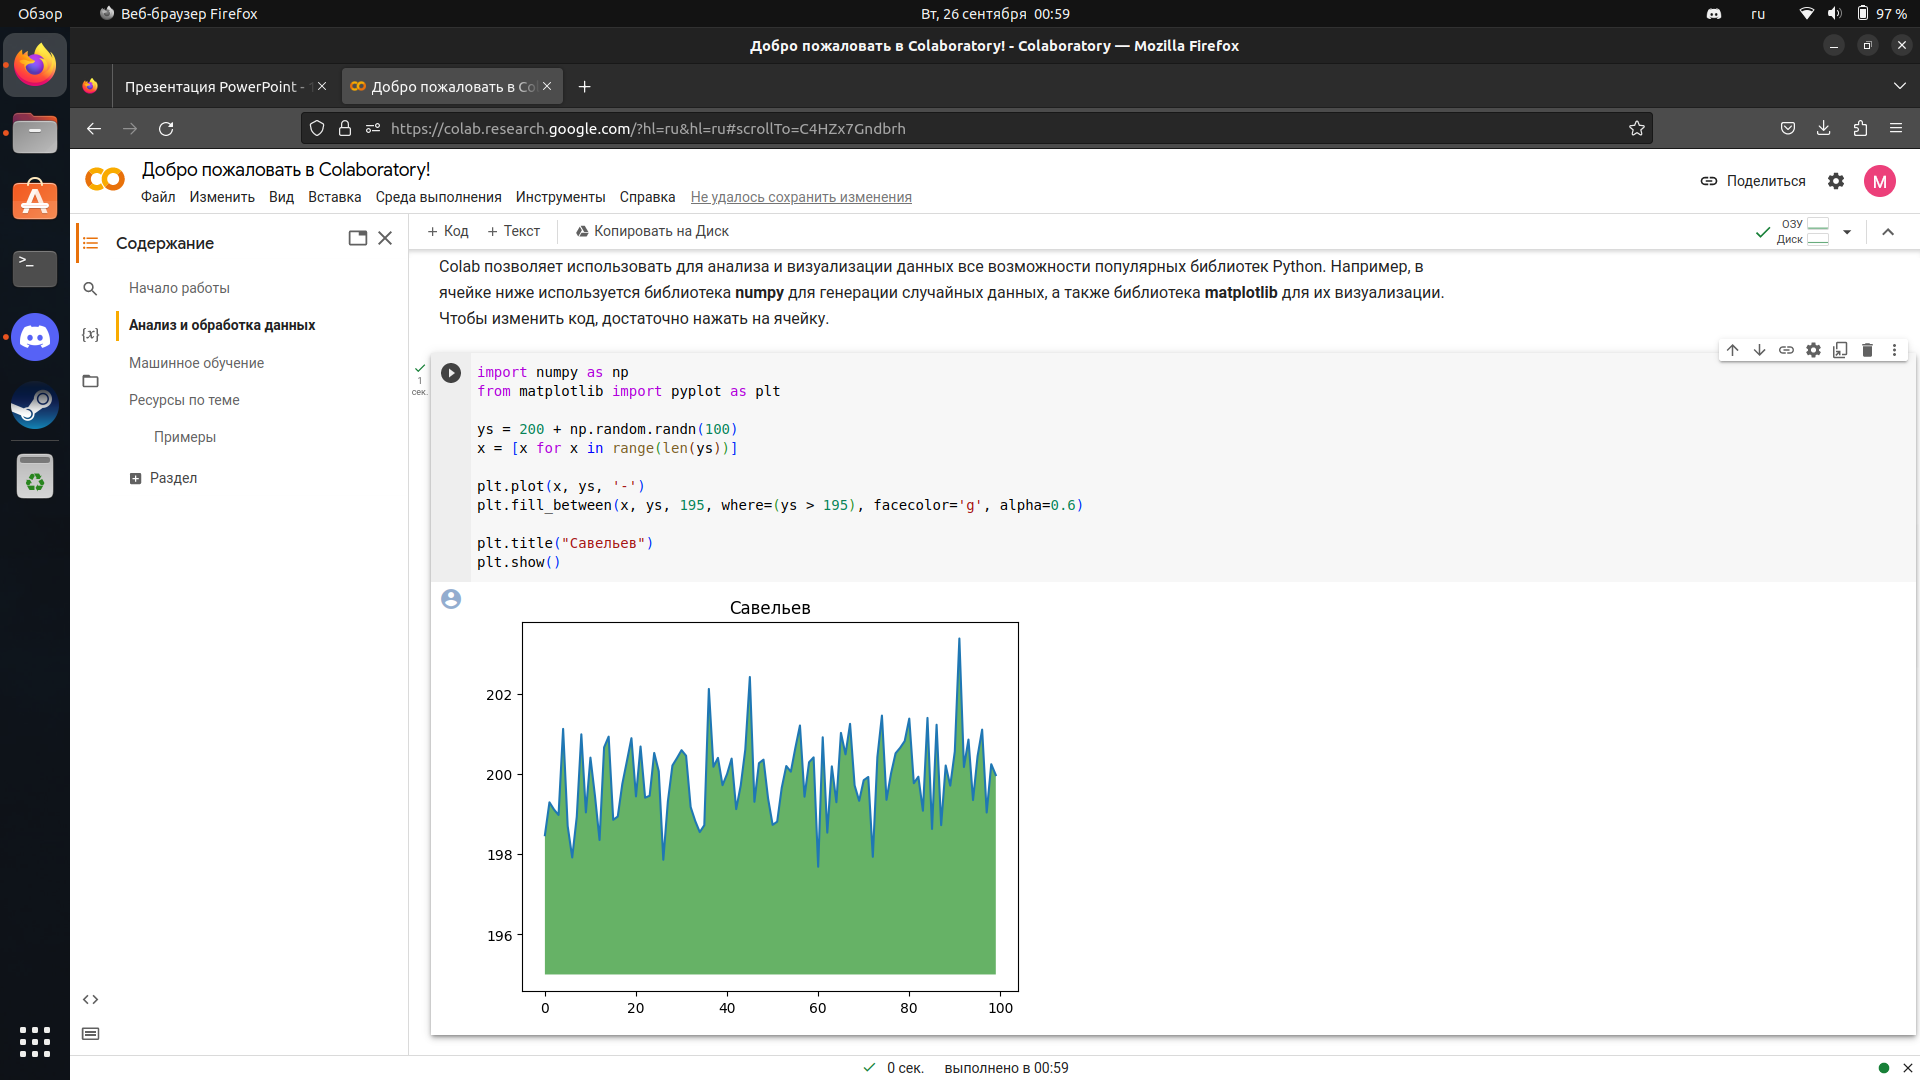 Обзор
Веб-браузер Firefox
Вт, 26 сентября 00:59
ru
97 %
Добро пожаловать в Colaboratory! - Colaboratory — Mozilla Firefox
Презентация PowerPoint -
Добро пожаловать в Co
https://colab.research.google.com/?hl=ru&hl=ru#scrollTo=C4HZx7Gndbrh
Добро пожаловать в Colaboratory!
Файл Изменить Вид Вставка Среда выполнения Инструменты Справка Не удалось сохранить изменения
Поделиться
M
Содержание
+ Код + Текст Копировать на Диск
ОЗУ
Диск
Начало работы
Анализ и обработка данных
Машинное обучение
Ресурсы по теме
Примеры
Раздел
{x}
Colab позволяет использовать для анализа и визуализации данных все возможности популярных библиотек Python. Например, в
ячейке ниже используется библиотека numpy для генерации случайных данных, а также библиотека matplotlib для их визуализации.
Чтобы изменить код, достаточно нажать на ячейку.
1
сек.
import numpy as np
from matplotlib import pyplot as plt
ys = 200 + np.random.randn(100)
x = [x for x in range(len(ys))]
plt.plot(x, ys, '-')
plt.fill_between(x, ys, 195, where=(ys > 195), facecolor='g', alpha=0.6)
plt.title("Савельев")
plt.show()
Савельев
202
200
198
196
0 20 40 60 80 100
0 сек. выполнено в 00:59